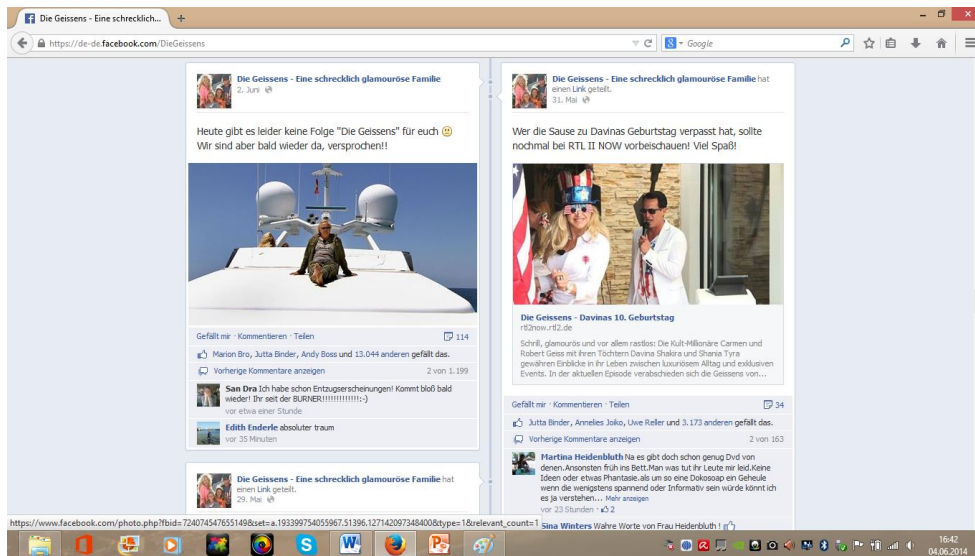 Die Geissens - Eine schrecklich...
https://de-de.facebook.com/DieGeissens
Google
Die Geissens - Eine schrecklich glamouröse Familie
2. Juni
Heute gibt es leider keine Folge "Die Geissens" für euch
Wir sind aber bald wieder da, versprochen!!
Gefällt mir · Kommentieren · Teilen
114
Marion Bro, Jutta Binder, Andy Boss und 13.044 anderen gefällt das.
Vorherige Kommentare anzeigen
2 von 1.199
San Dra Ich habe schon Entzugserscheinungen! Kommt bloß bald
wieder! Ihr seit der BURNER!!!!!!!!!!!!!:-)
vor etwa einer Stunde
Edith Enderle absoluter traum
vor 35 Minuten
Die Geissens - Eine schrecklich glamouröse Familie hat
einen Link geteilt.
29. Mai
Die Geissens - Eine schrecklich glamouröse Familie hat
einen Link geteilt.
31. Mai
Wer die Sause zu Davinas Geburtstag verpasst hat, sollte
nochmal bei RTL II NOW vorbeischauen! Viel Spaß!
Die Geissens - Davinas 10. Geburtstag
rtl2now.rtl2.de
Schrill, glamourös und vor allem rastlos: Die Kult-Millionäre Carmen und
Robert Geiss mit ihren Töchtern Davina Shakira und Shania Tyra
gewähren Einblicke in ihr Leben zwischen luxuriösem Alltag und exklusiven
Events. In der aktuellen Episode verabschieden sich die Geissens von...
Gefällt mir · Kommentieren · Teilen
34
Jutta Binder, Annelies Joiko, Uwe Reller und 3.173 anderen gefällt das.
Vorherige Kommentare anzeigen
2 von 163
Martina Heidenbluth Na es gibt doch schon genug Dvd von
denen.Ansonsten früh ins Bett.Man was tut ihr Leute mir leid.Keine
Ideen oder etwas Phantasie.als um so eine Dokosoap ein Geheule
wenn die wenigstens spannend oder Informativ sein würde könnt ich
es ja verstehen... Mehr anzeigen
vor 23 Stunden · 2
Sina Winters Wahre Worte von Frau Heidenbluth !
https://www.facebook.com/photo.php?fbid=724074547655149&set=a.193399754055967.51396.127142097348400&type=1&relevant_count=1
16:42
04.06.2014